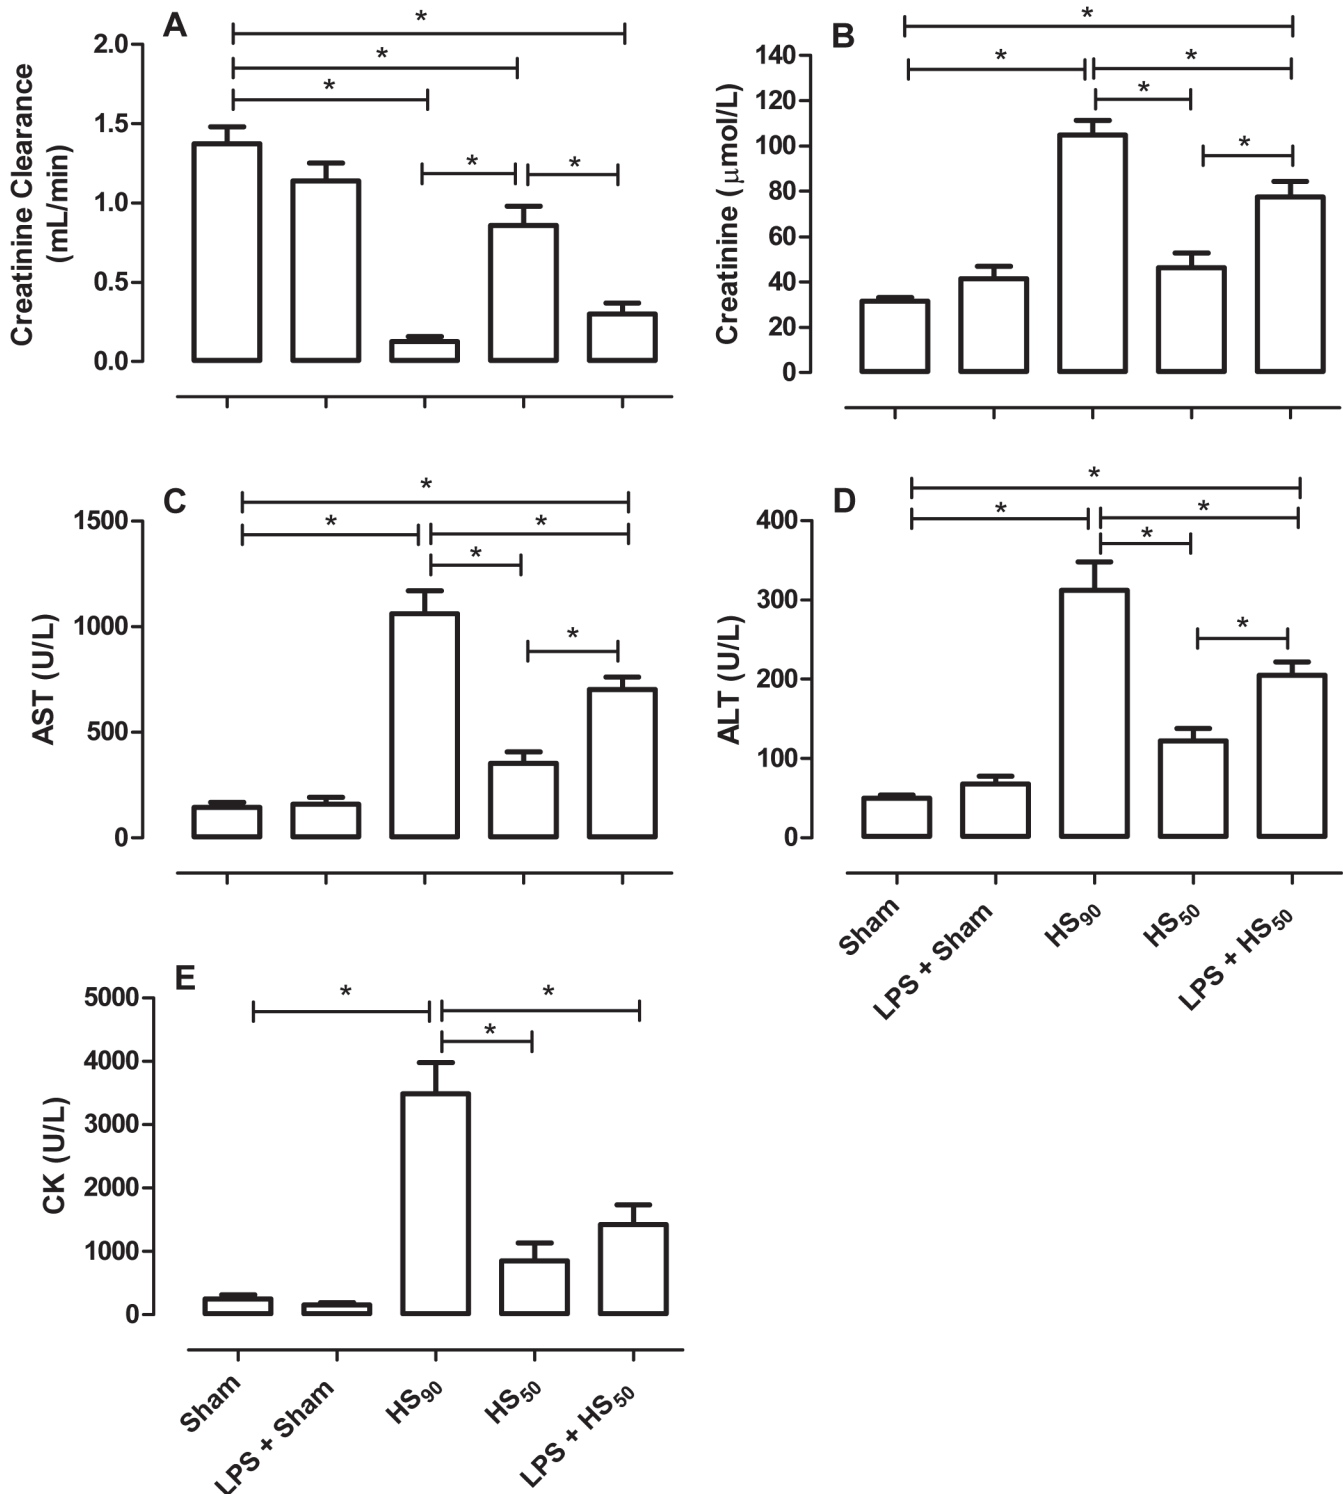 A
Creatinine Clearance
(mL/min)
2.0
1.5
1.0
0.5
0.0
*
*
*
*
*
B
Creatinine (μmol/L)
140
120
100
80
60
40
20
0
*
*
*
*
*
C
AST (U/L)
1500
1000
500
0
*
*
*
*
*
D
ALT (U/L)
400
300
200
100
0
*
*
*
*
*
Sham
LPS + Sham
HS90
HS50
LPS + HS50
E
CK (U/L)
5000
4000
3000
2000
1000
0
*
*
*
Sham
LPS + Sham
HS90
HS50
LPS + HS50